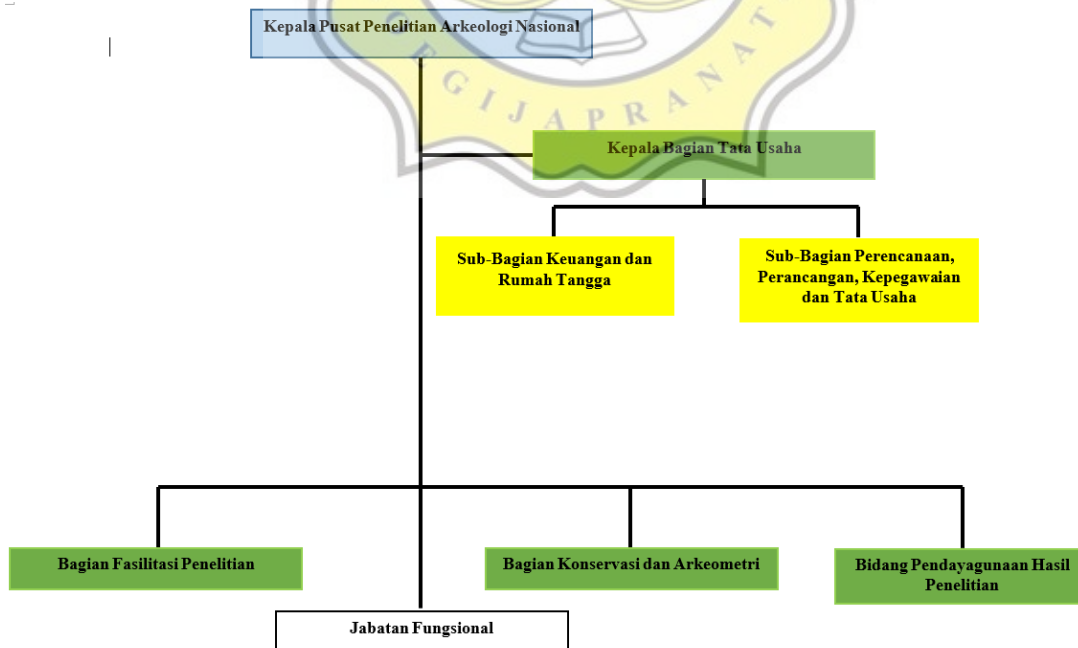 Kepala Pusat Penelitian Arkeologi Nasional
GIJAPRANAT
Kepala Bagian Tata Usaha
Sub-Bagian Keuangan dan
Rumah Tangga
Sub-Bagian Perencanaan,
Perancangan, Kepegawaian
dan Tata Usaha
Bagian Fasilitasi Penelitian
Bagian Konservasi dan Arkeometri
Bidang Pendayagunaan Hasil
Penelitian
Jabatan Fungsional